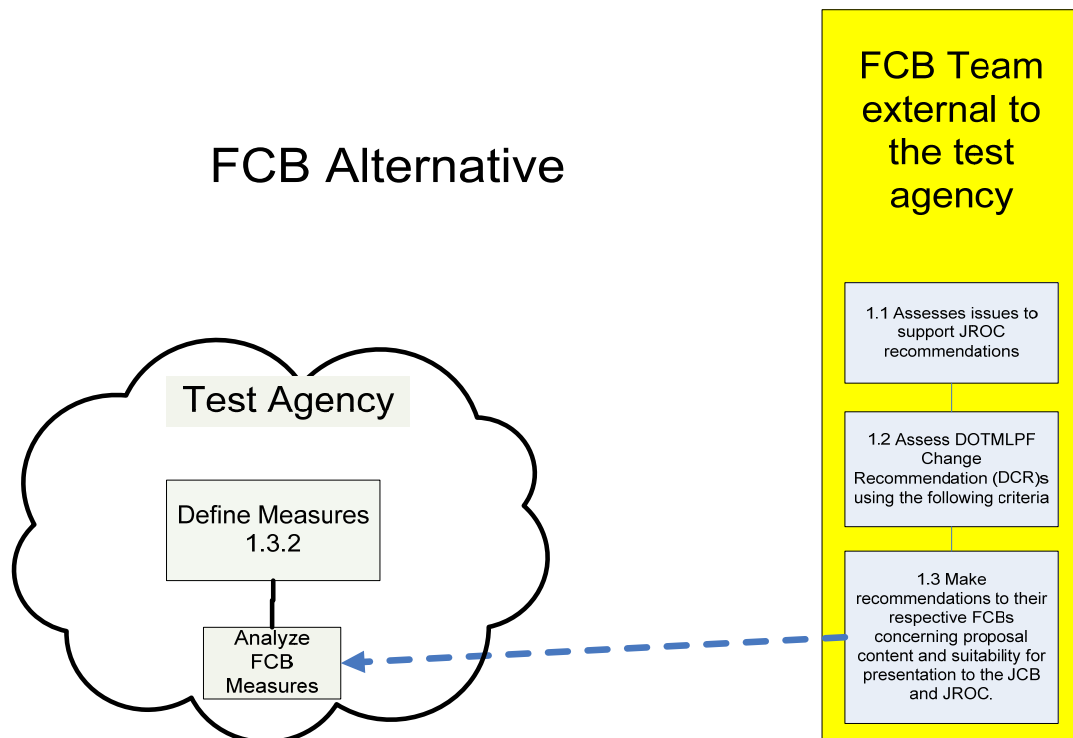 FCB Alternative
FCB Team
external to
the test
agency
1.1 Assesses issues to
support JROC
recommendations
1.2 Assess DOTMLPF
Change
Recommendation (DCR)s
using the following criteria
1.3 Make
recommendations to their
respective FCBs
concerning proposal
content and suitability for
presentation to the JCB
and JROC.
Test Agency
Define Measures
1.3.2
Analyze
FCB
Measures